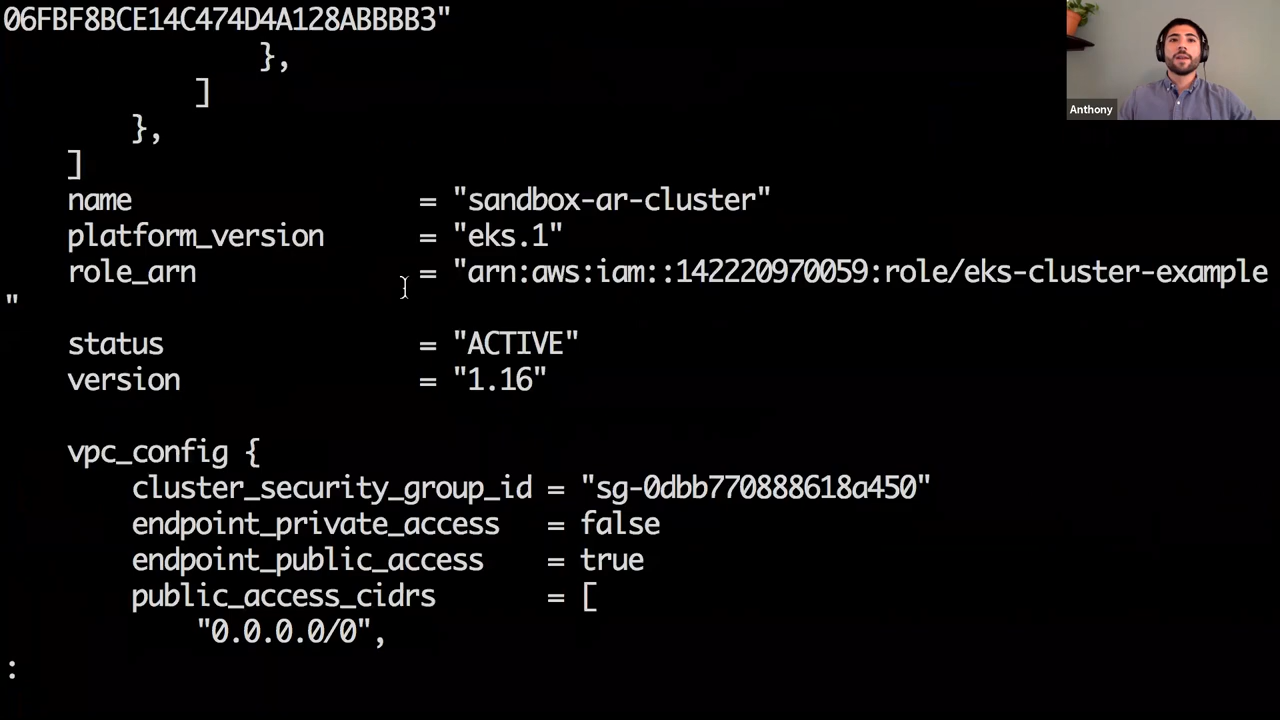 06FBF8BCE14C474D4A128ABBBB3"
},
]
},
]
name = "sandbox-ar-cluster"
platform_version = "eks.1"
role_arn = "arn:aws:iam::142220970059:role/eks-cluster-example
"
status = "ACTIVE"
version = "1.16"
vpc_config {
cluster_security_group_id = "sg-0dbb770888618a450"
endpoint_private_access = false
endpoint_public_access = true
public_access_cidrs = [
"0.0.0.0/0",
:
Anthony